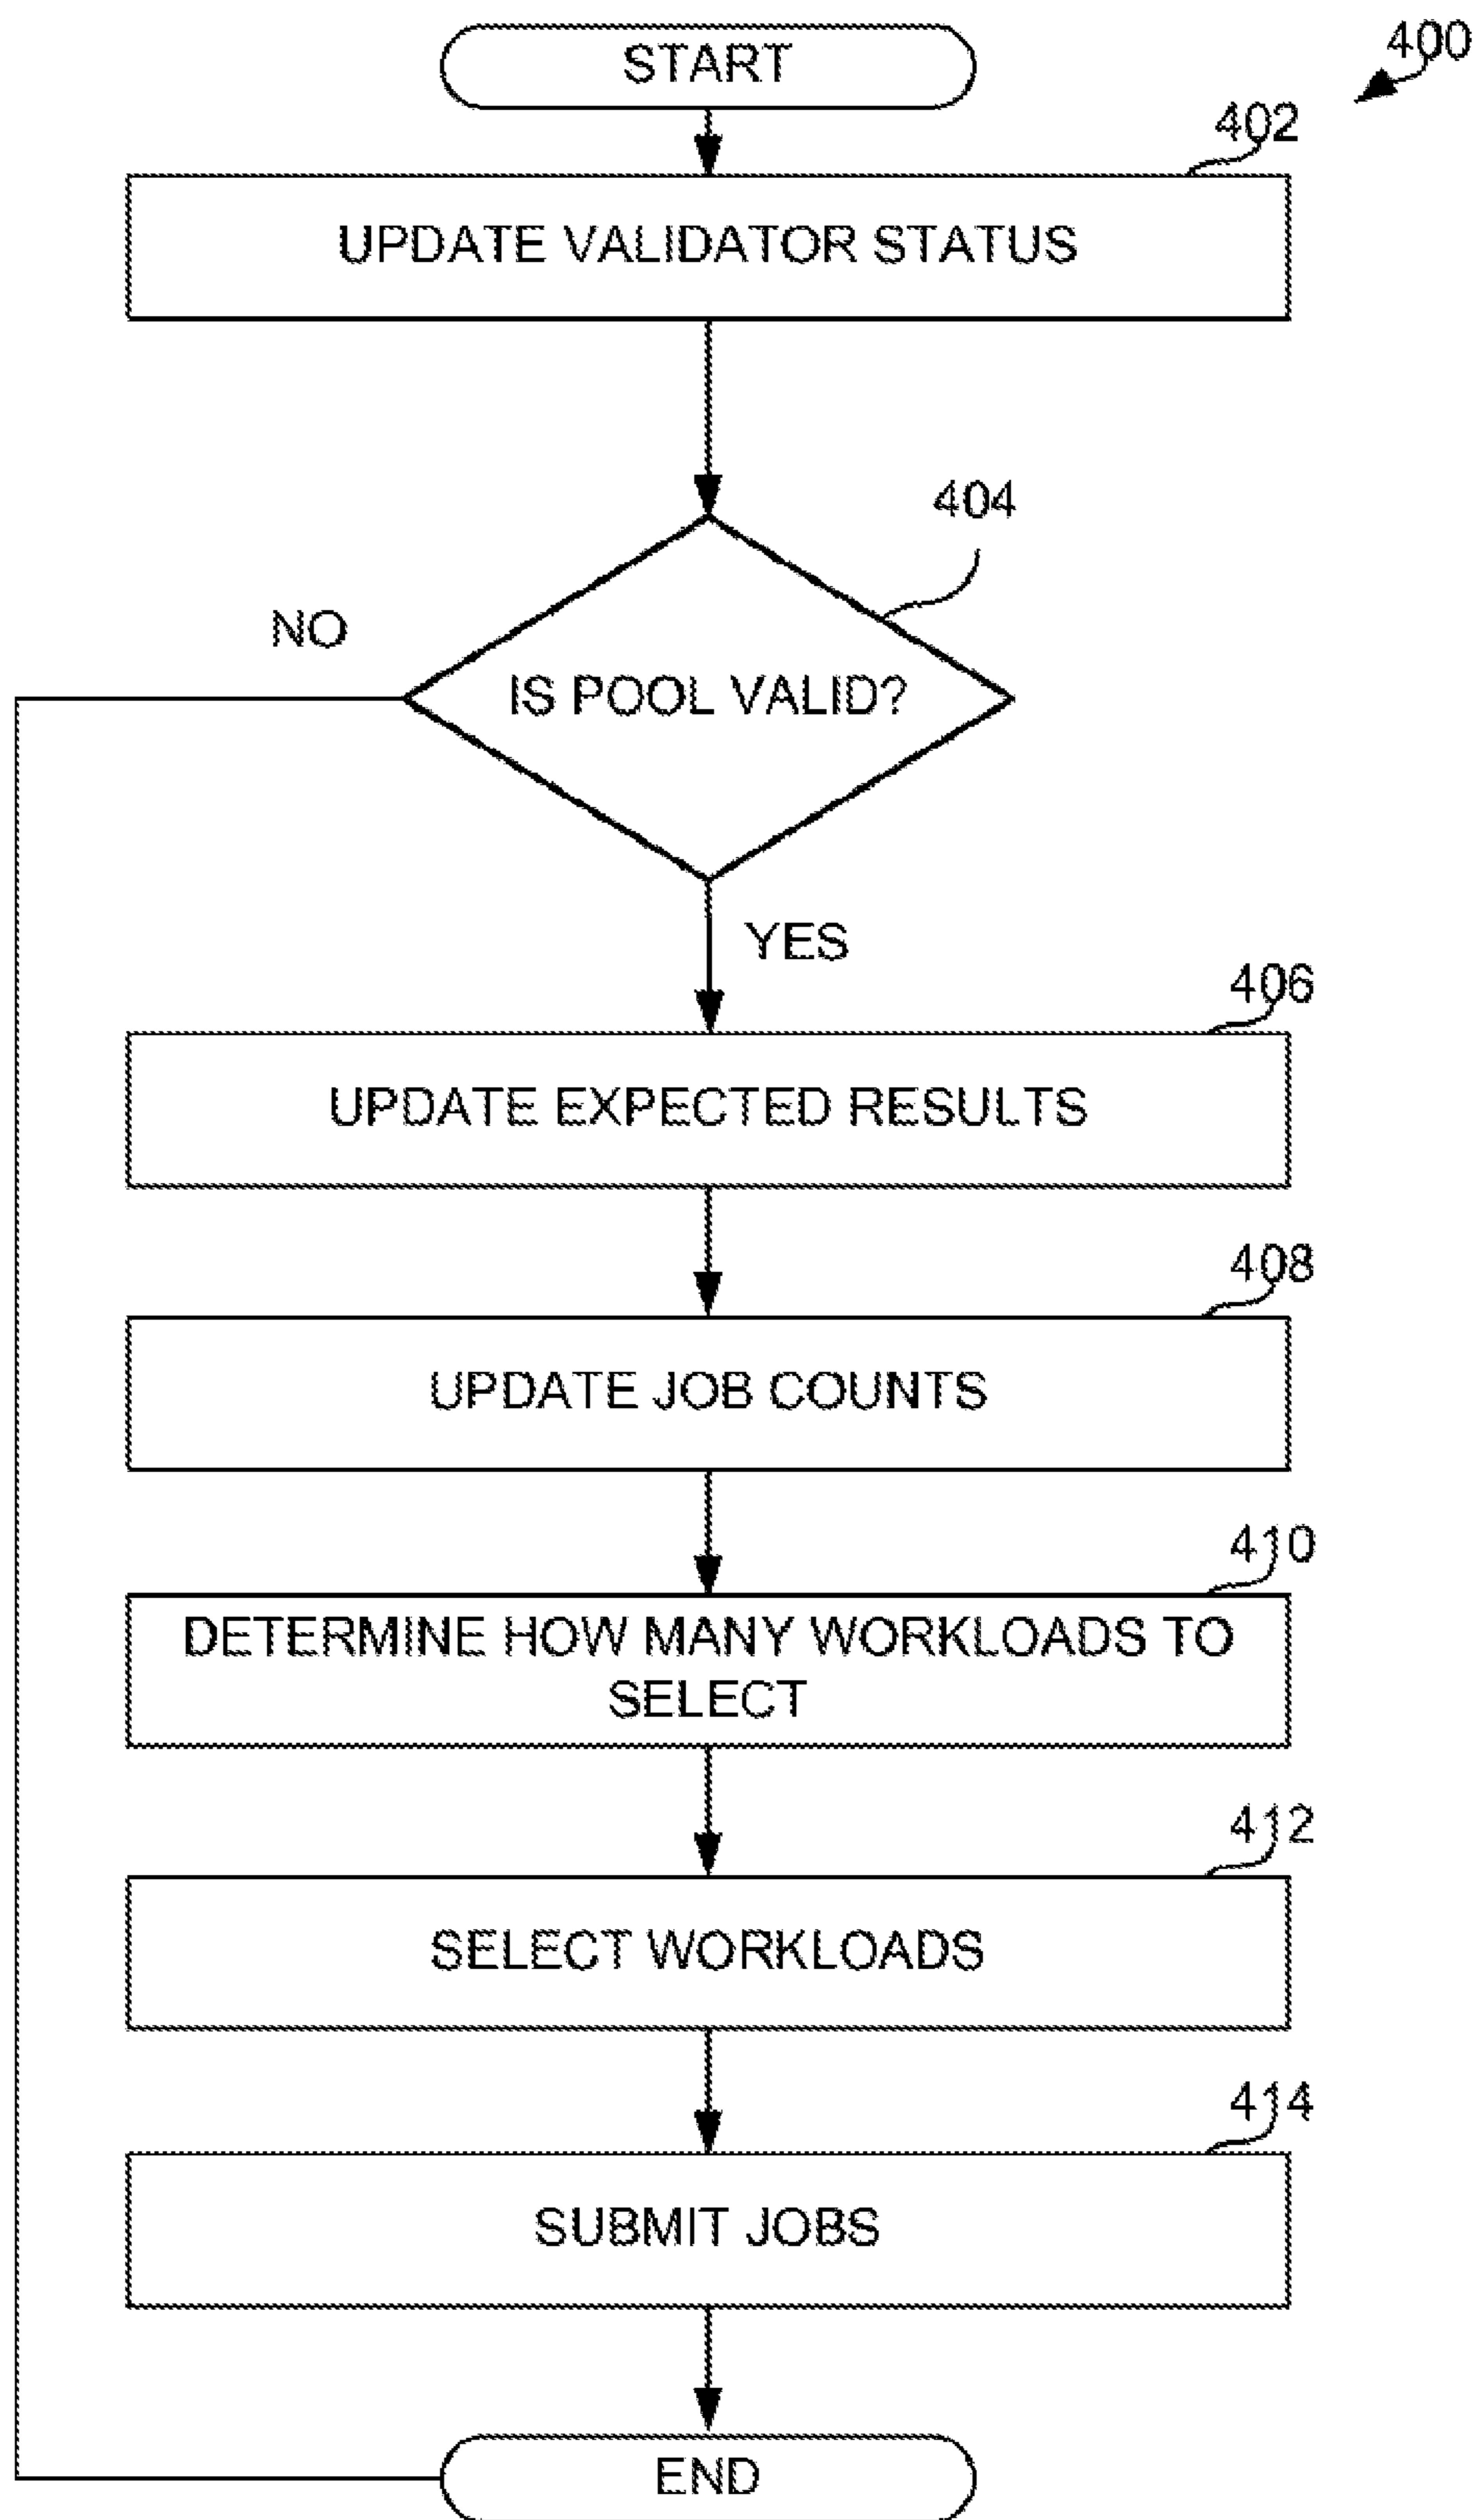 START
400
402
UPDATE VALIDATOR STATUS
404
NO
IS POOL VALID?
YES
406
UPDATE EXPECTED RESULTS
408
UPDATE JOB COUNTS
410
DETERMINE HOW MANY WORKLOADS TO
SELECT
412
SELECT WORKLOADS
414
SUBMIT JOBS
END